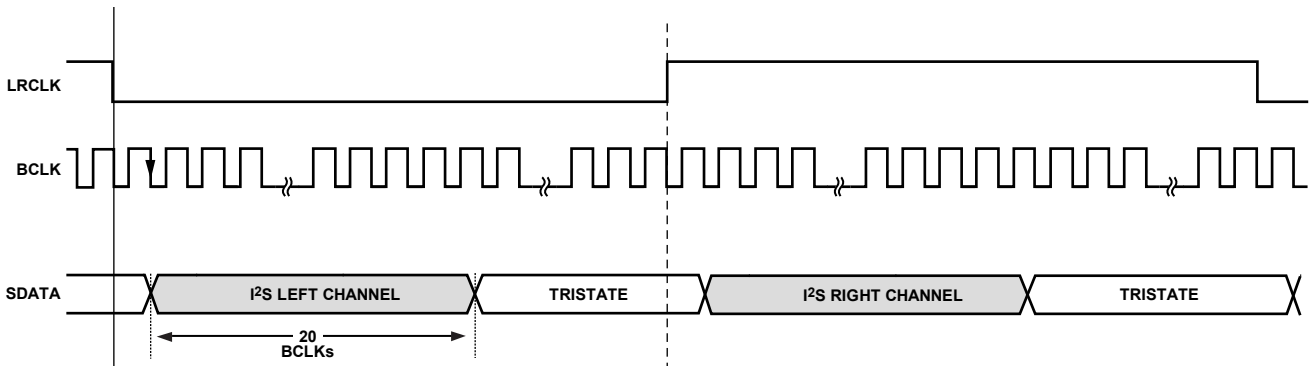 LRCLK
BCLK
SDATA
I²S LEFT CHANNEL
TRISTATE
I²S RIGHT CHANNEL
TRISTATE
20
BCLKs